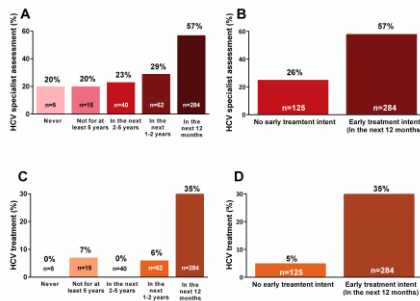 A
HCV specialist assessment (%)
80
60
40
20
0
20%
20%
23%
29%
57%
n=5
n=15
n=40
n=62
n=284
Never
Not for at
least 5 years
In the next
2-5 years
In the
next
1-2 years
In the
next 12
months
B
HCV specialist assessment (%)
60
40
20
0
26%
57%
n=125
n=284
No early treamtent intent
Early treatment intent
(In the next 12 months)
C
HCV treatment (%)
30
20
10
0
0%
7%
0%
6%
35%
n=5
n=15
n=40
n=62
n=284
Never
Not for at
least 5 years
In the next
2-5 years
In the
next
1-2 years
In the
next 12
months
D
HCV treatment (%)
30
20
10
0
5%
35%
n=125
n=284
No early treatment intent
Early treatment intent
(In the next 12 months)